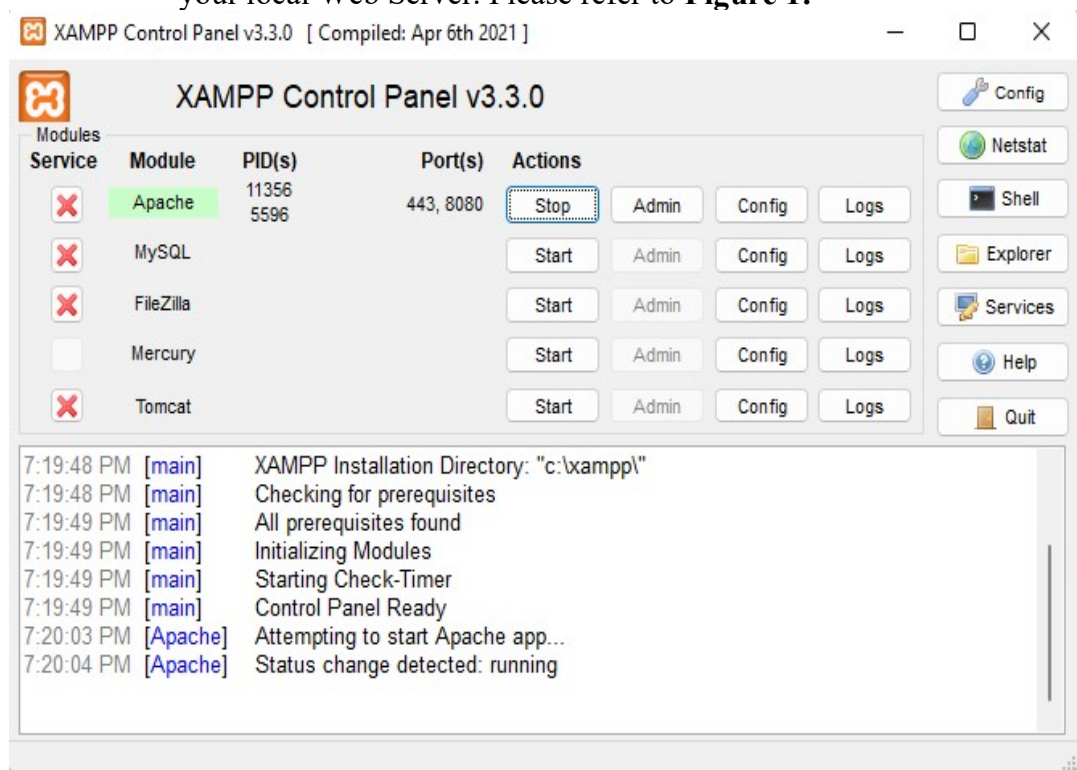 your local Web Server. Please refer to Figure 1.
XAMPP Control Panel v3.3.0 [ Compiled: Apr 6th 2021 ]
XAMPP Control Panel v3.3.0
Config
Modules
Netstat
Service Module PID(s) Port(s) Actions
Apache 11356 5596 443, 8080 Stop Admin Config Logs
Shell
MySQL Start Admin Config Logs
Explorer
FileZilla Start Admin Config Logs
Services
Mercury Start Admin Config Logs
Help
Tomcat Start Admin Config Logs
Quit
7:19:48 PM [main] XAMPP Installation Directory: "c:\xampp\"
7:19:48 PM [main] Checking for prerequisites
7:19:49 PM [main] All prerequisites found
7:19:49 PM [main] Initializing Modules
7:19:49 PM [main] Starting Check-Timer
7:19:49 PM [main] Control Panel Ready
7:20:03 PM [Apache] Attempting to start Apache app...
7:20:04 PM [Apache] Status change detected: running